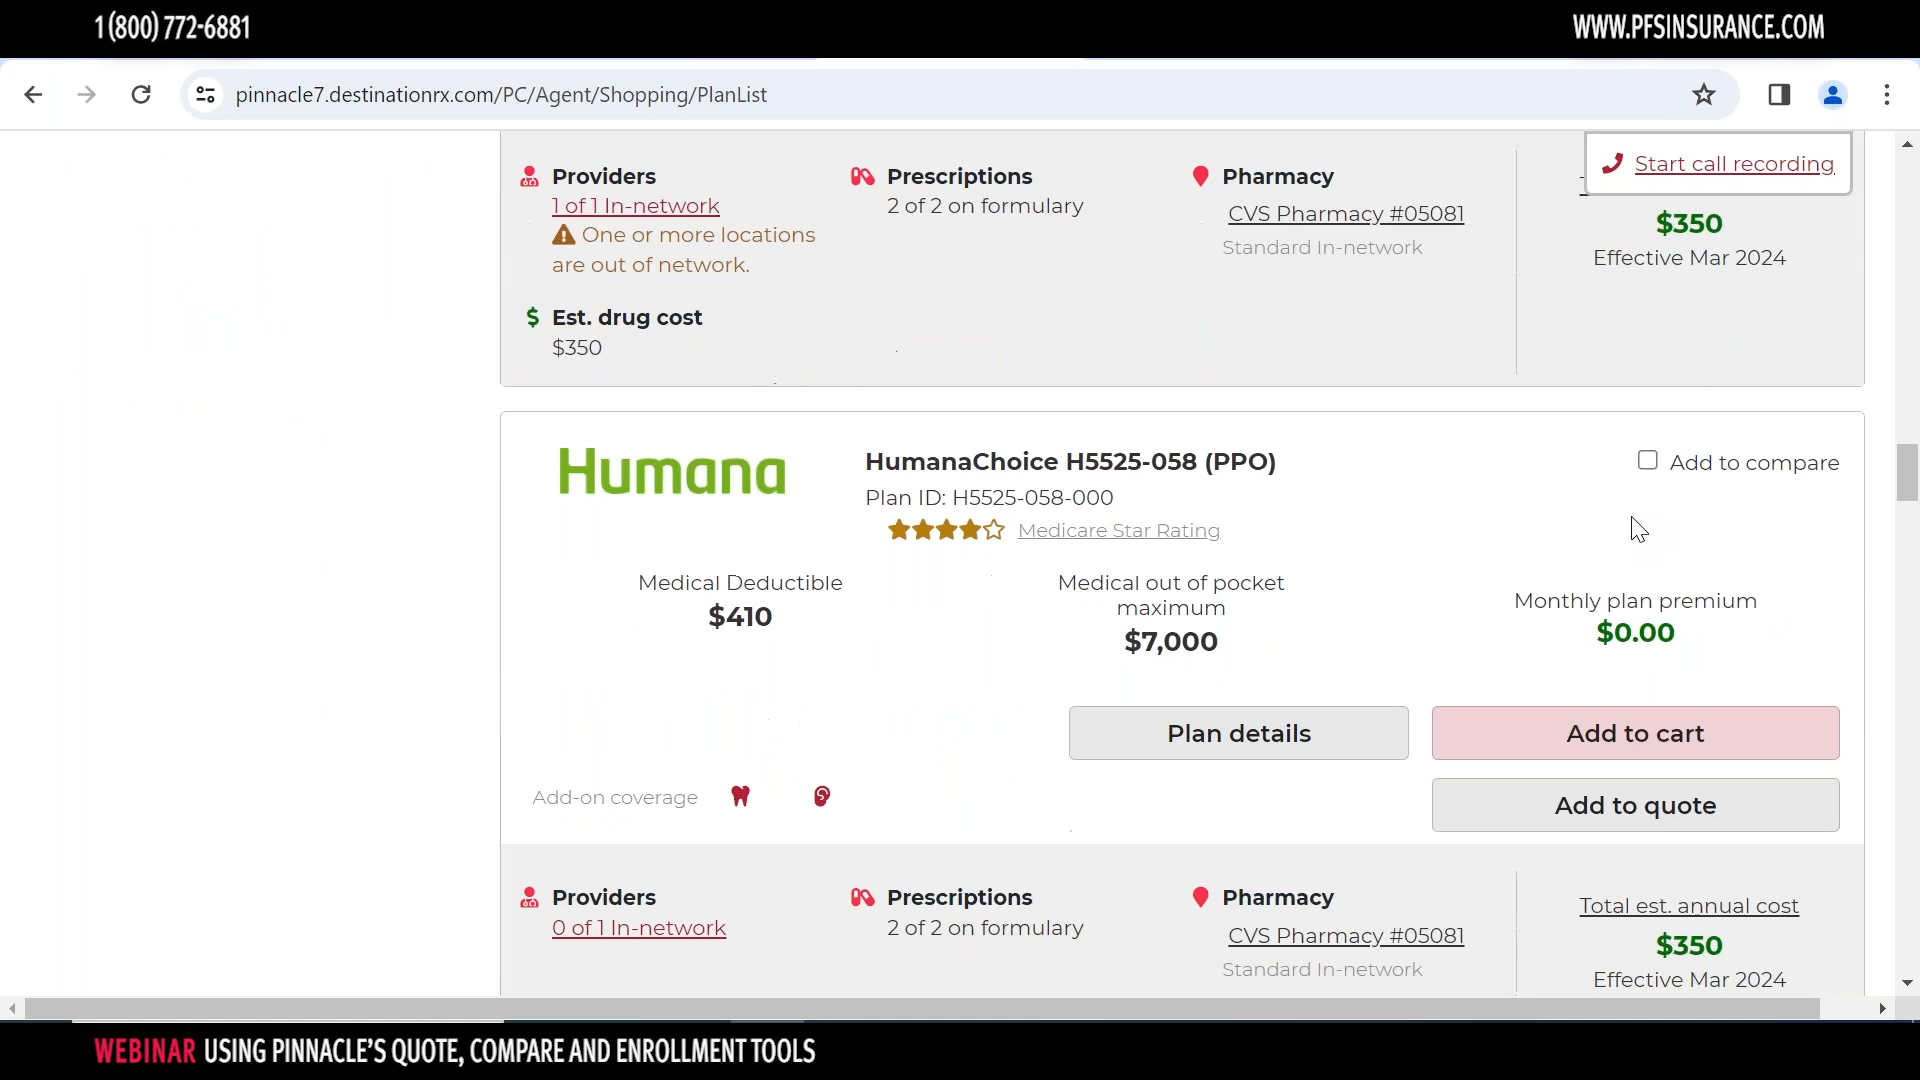 1 (800) 772-6881
WWW.PFSINSURANCE.COM
pinnacle7.destinationrx.com/PC/Agent/Shopping/PlanList
Start call recording
Providers
1 of 1 In-network
One or more locations
are out of network.
Prescriptions
2 of 2 on formulary
Pharmacy
CVS Pharmacy #05081
Standard In-network
$350
Effective Mar 2024
Est. drug cost
$350
Humana
HumanaChoice H5525-058 (PPO)
Plan ID: H5525-058-000
Medicare Star Rating
Add to compare
Medical Deductible
$410
Medical out of pocket
maximum
$7,000
Monthly plan premium
$0.00
Plan details
Add to cart
Add-on coverage
Add to quote
Providers
0 of 1 In-network
Prescriptions
2 of 2 on formulary
Pharmacy
CVS Pharmacy #05081
Standard In-network
Total est. annual cost
$350
Effective Mar 2024
WEBINAR USING PINNACLE'S QUOTE, COMPARE AND ENROLLMENT TOOLS